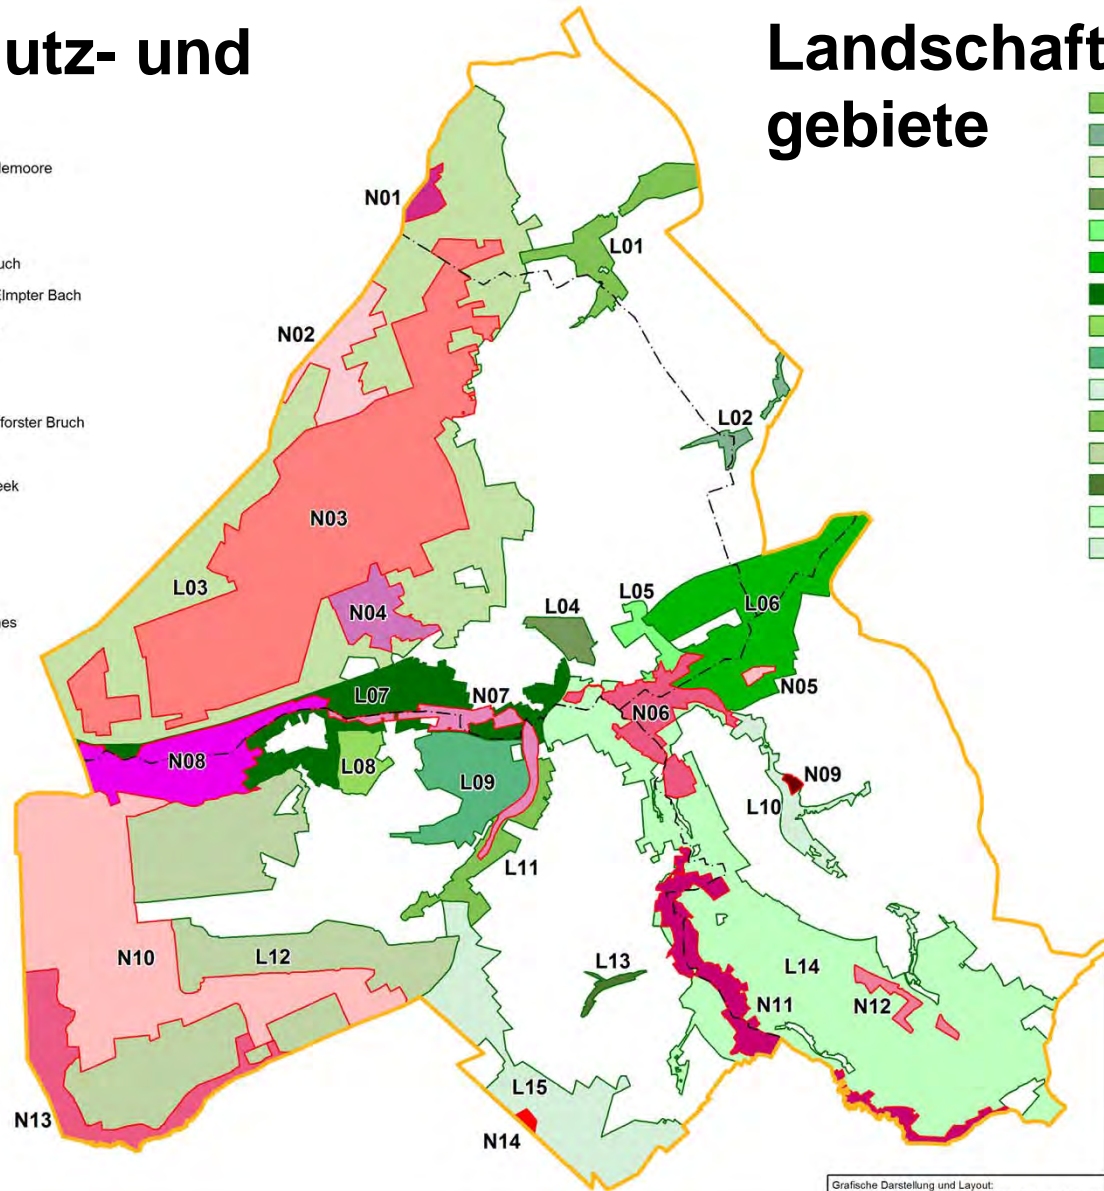 utz- und
Landschaft
gebiete
lemoore
uch
Elmpter Bach
forster Bruch
eek
nes
N01
L01
N02
L02
N03
L03
N04
L04
L05
L06
N05
L07
N07
N06
N08
L08
L09
N09
L10
L11
N10
L12
L13
L14
N11
N12
L15
N13
N14
Grafische Darstellung und Layout: